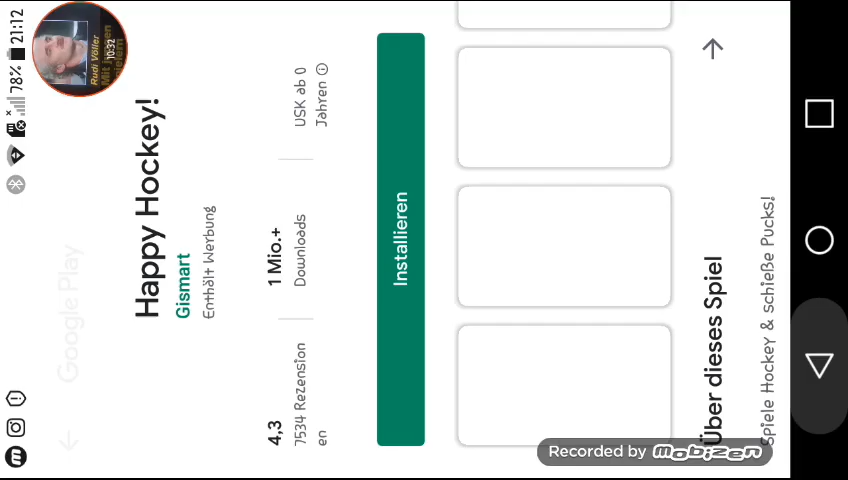 78% 21:12
Rudi Völler
10:32
Google Play
Happy Hockey!
Gismart
Enthält Werbung
4,3
7534 Rezension
en
1 Mio.+
Downloads
USK ab 0
Jahren
Installieren
Über dieses Spiel
Spiele Hockey & schieße Pucks!
Recorded by mobizen